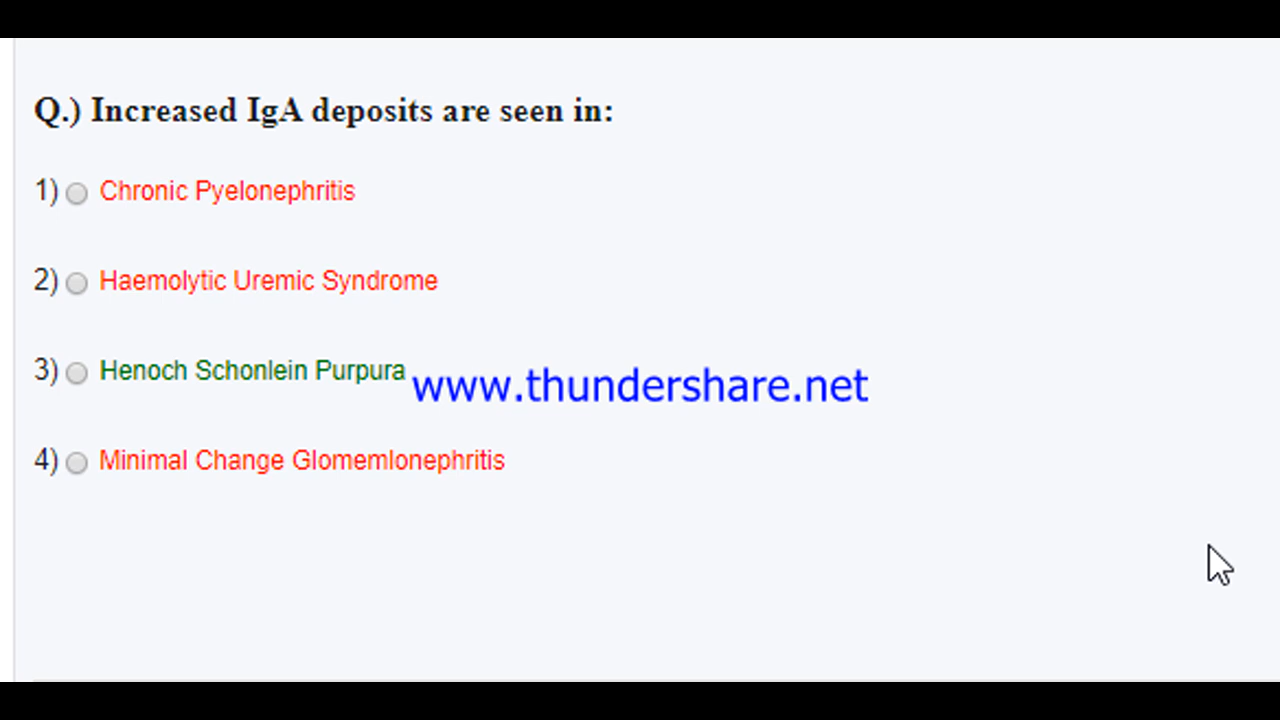 Q.) Increased IgA deposits are seen in:
1) Chronic Pyelonephritis
2) Haemolytic Uremic Syndrome
3) Henoch Schonlein Purpura
www.thundershare.net
4) Minimal Change Glomemlonephritis